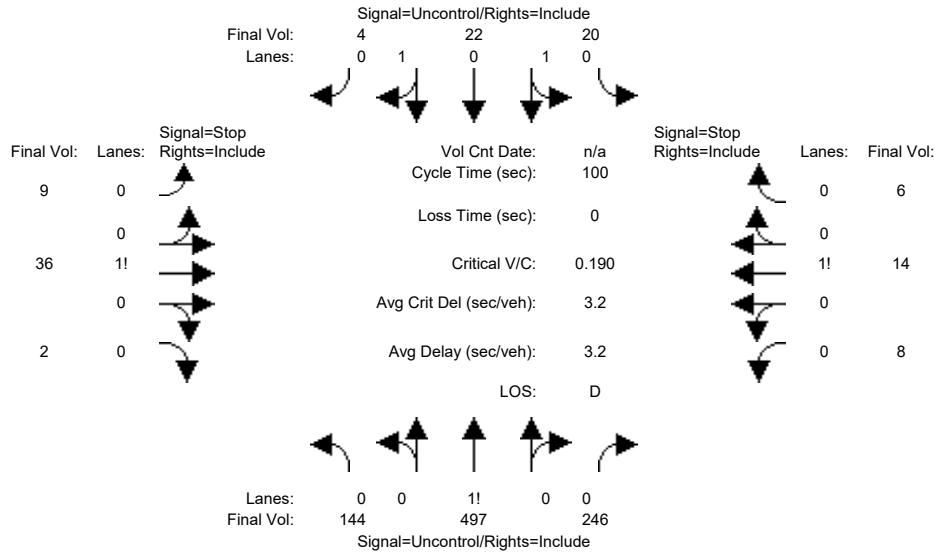 Signal=Uncontrol/Rights=Include
Final Vol: 4 22 20
Lanes: 0 1 0 1 0
Signal=Stop
Final Vol: Lanes: Rights=Include
Vol Cnt Date: n/a
Signal=Stop
Rights=Include Lanes: Final Vol:
Cycle Time (sec): 100
9 0
0 6
Loss Time (sec): 0
0
0
36 1!
Critical V/C: 0.190
1! 14
0
Avg Crit Del (sec/veh): 3.2
0
2 0
Avg Delay (sec/veh): 3.2
0 8
LOS: D
Lanes: 0 0 1! 0 0
Final Vol: 144 497 246
Signal=Uncontrol/Rights=Include